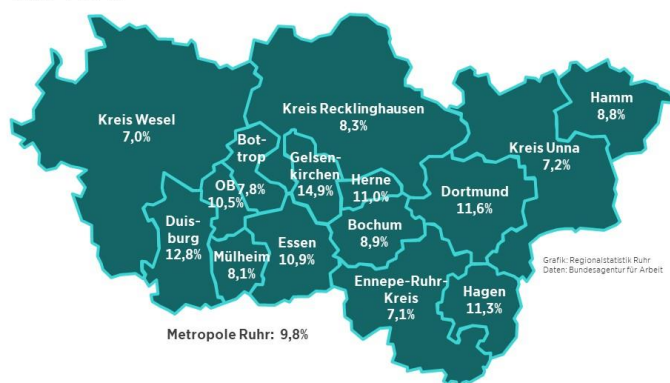 Kreis Wesel
7,0%
Kreis Recklinghausen
8,3%
Hamm
8,8%
Kreis Unna
7,2%
Bot-
trop
7,8%
Gelsen-
kirchen
14,9%
OB
10,5%
Herne
11,0%
Dortmund
11,6%
Duis-
burg
12,8%
Mülheim
8,1%
Essen
10,9%
Bochum
8,9%
Ennepe-Ruhr-
Kreis
7,1%
Hagen
11,3%
Grafik: Regionalstatistik Ruhr
Daten: Bundesagentur für Arbeit
Metropole Ruhr: 9,8%